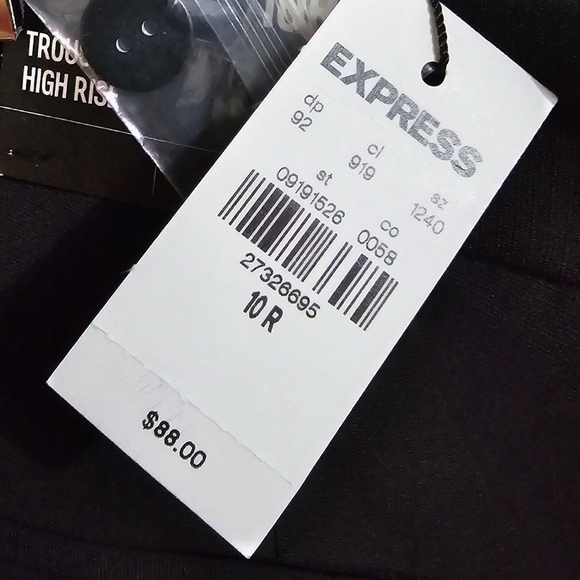 TROU
HIGH RIS
EXPRESS
dp cl sz
92 919 1240
st co
09191526 0058
27326695
10 R
$88.00